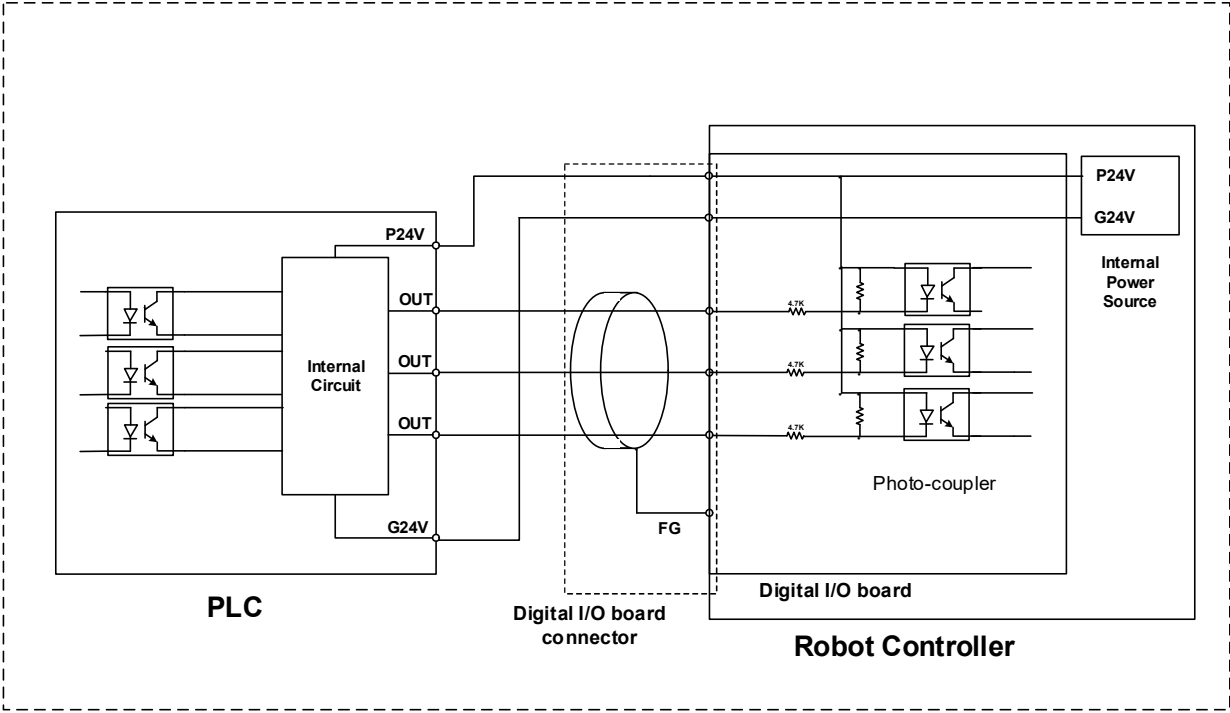 P24V
G24V
Internal
Power
Source
P24V
OUT
4.7K
Internal
Circuit
OUT
4.7K
OUT
4.7K
Photo-coupler
G24V
FG
PLC
Digital I/O board
connector
Digital I/O board
Robot Controller